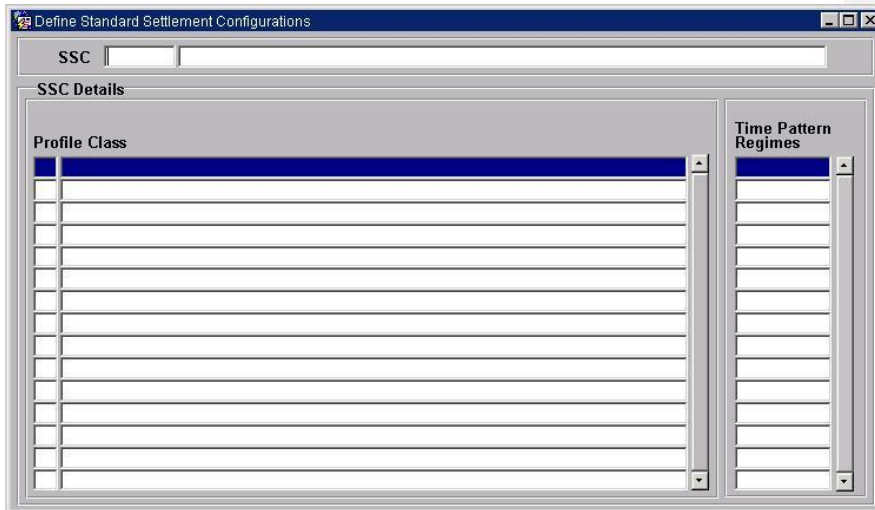 Define Standard Settlement Configurations
SSC
SSC Details
Profile Class
Time Pattern
Regimes